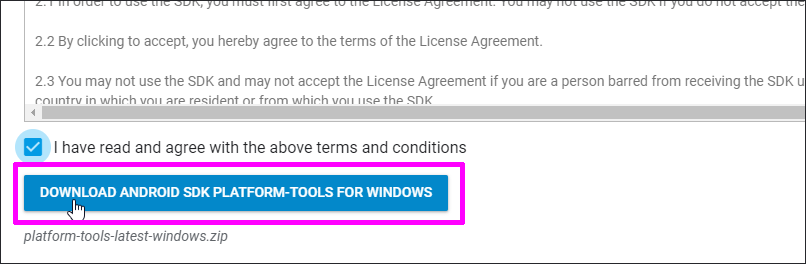 2.1 In order to use the SDK, you must first agree to the License Agreement. You may not use the SDK if you do not accept the
2.2 By clicking to accept, you hereby agree to the terms of the License Agreement.
2.3 You may not use the SDK and may not accept the License Agreement if you are a person barred from receiving the SDK u
country in which you are resident or from which you use the SDK.
I have read and agree with the above terms and conditions
DOWNLOAD ANDROID SDK PLATFORM-TOOLS FOR WINDOWS
platform-tools-latest-windows.zip